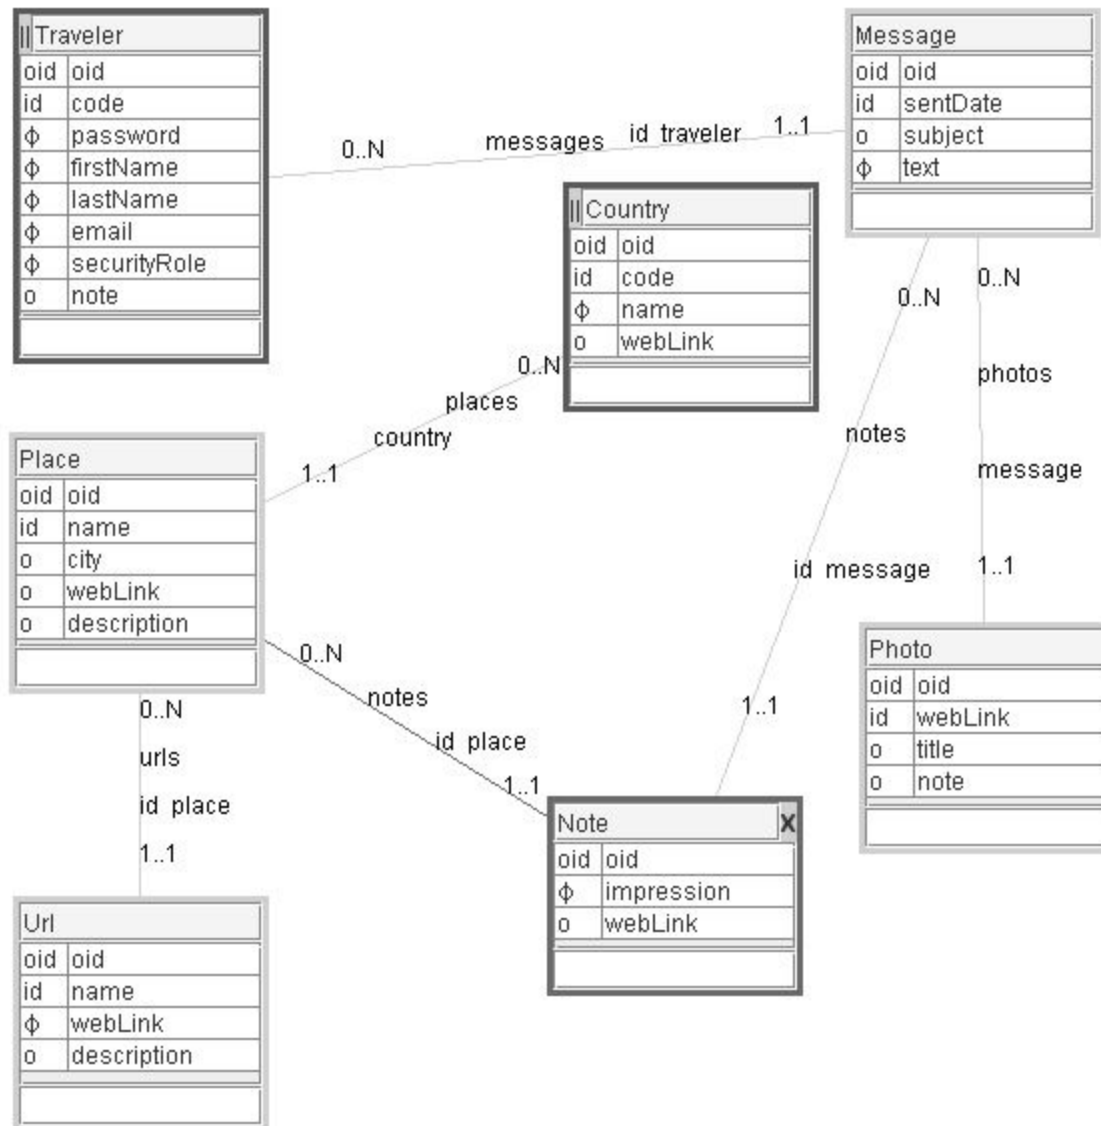 || Traveler
oid oid
id code
ϕ password
ϕ firstName
ϕ lastName
ϕ email
ϕ securityRole
o note
0..N messages id traveler 1..1
Message
oid oid
id sentDate
o subject
ϕ text
|| Country
oid oid
id code
ϕ name
o webLink
0..N
places
country
1..1
0..N
notes
id message
1..1
0..N
photos
message
1..1
Place
oid oid
id name
o city
o webLink
o description
0..N
notes
id place
1..1
0..N
urls
id place
1..1
Photo
oid oid
id webLink
o title
o note
Note X
oid oid
ϕ impression
o webLink
Url
oid oid
id name
ϕ webLink
o description